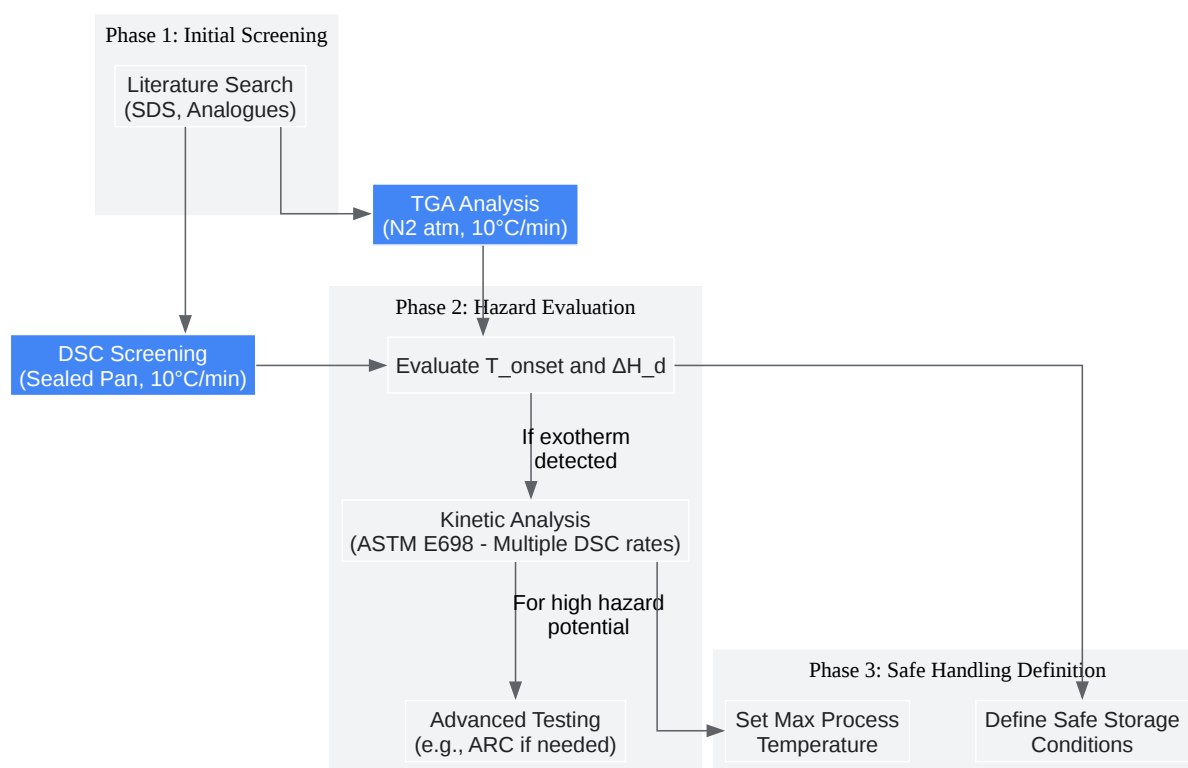 Phase 1: Initial Screening
Literature Search
(SDS, Analogues)
TGA Analysis
(N2 atm, 10°C/min)
Phase 2: Hazard Evaluation
DSC Screening
(Sealed Pan, 10°C/min)
Evaluate T_onset and ΔH_d
If exotherm
detected
Kinetic Analysis
(ASTM E698 - Multiple DSC rates)
For high hazard
potential
Phase 3: Safe Handling Definition
Advanced Testing
(e.g., ARC if needed)
Set Max Process
Temperature
Define Safe Storage
Conditions